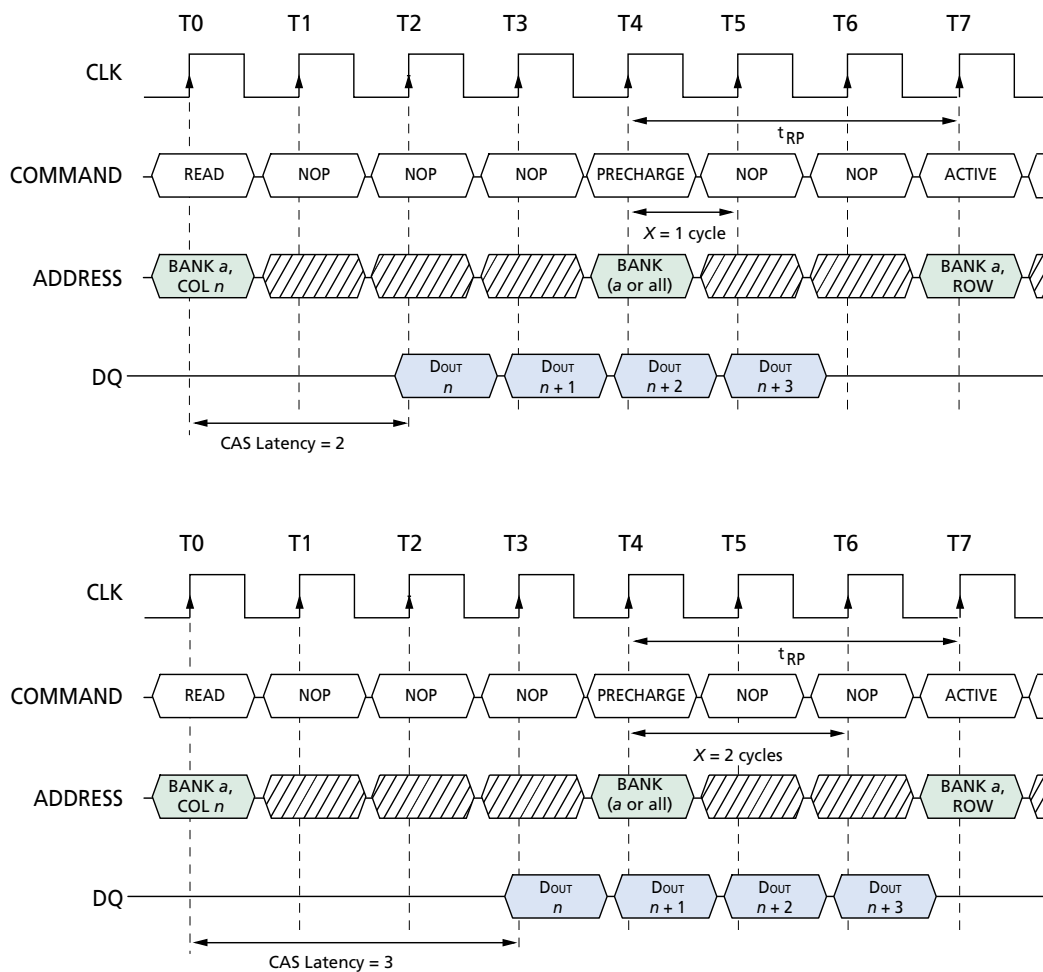 T0 T1 T2 T3 T4 T5 T6 T7
CLK
tRP
COMMAND READ NOP NOP NOP PRECHARGE NOP NOP ACTIVE
X = 1 cycle
ADDRESS
BANK a, COL n
BANK (a or all)
BANK a, ROW
DQ
DOUT n
DOUT n + 1
DOUT n + 2
DOUT n + 3
CAS Latency = 2
T0 T1 T2 T3 T4 T5 T6 T7
CLK
tRP
COMMAND READ NOP NOP NOP PRECHARGE NOP NOP ACTIVE
X = 2 cycles
ADDRESS
BANK a, COL n
BANK (a or all)
BANK a, ROW
DQ
DOUT n
DOUT n + 1
DOUT n + 2
DOUT n + 3
CAS Latency = 3